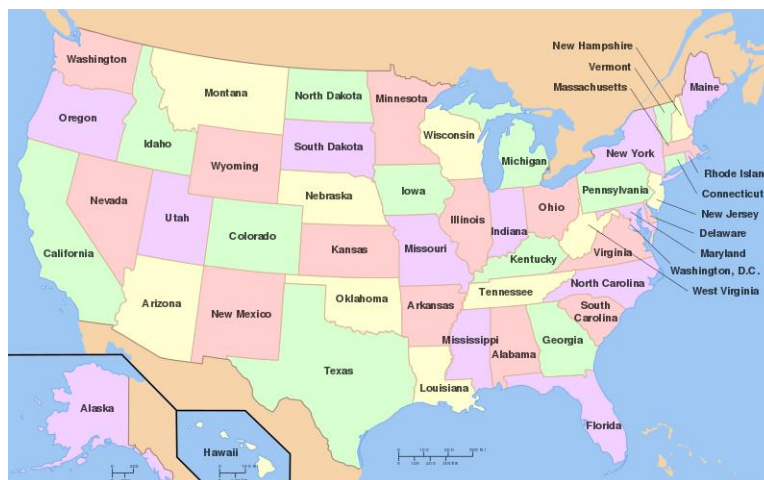 New Hampshire
Vermont
Massachusetts
Washington
Montana
North Dakota
Minnesota
Maine
Oregon
Idaho
Wisconsin
South Dakota
Michigan
New York
Wyoming
Rhode Islan
Connecticut
Nebraska
Iowa
Pennsylvania
Nevada
Utah
Illinois
Indiana
Ohio
New Jersey
Colorado
Delaware
California
Kansas
Missouri
Kentucky
Virginia
Maryland
Washington, D.C.
West Virginia
Arizona
Oklahoma
Tennessee
North Carolina
New Mexico
Arkansas
South
Carolina
Mississippi
Alabama
Georgia
Texas
Louisiana
Alaska
Florida
Hawaii